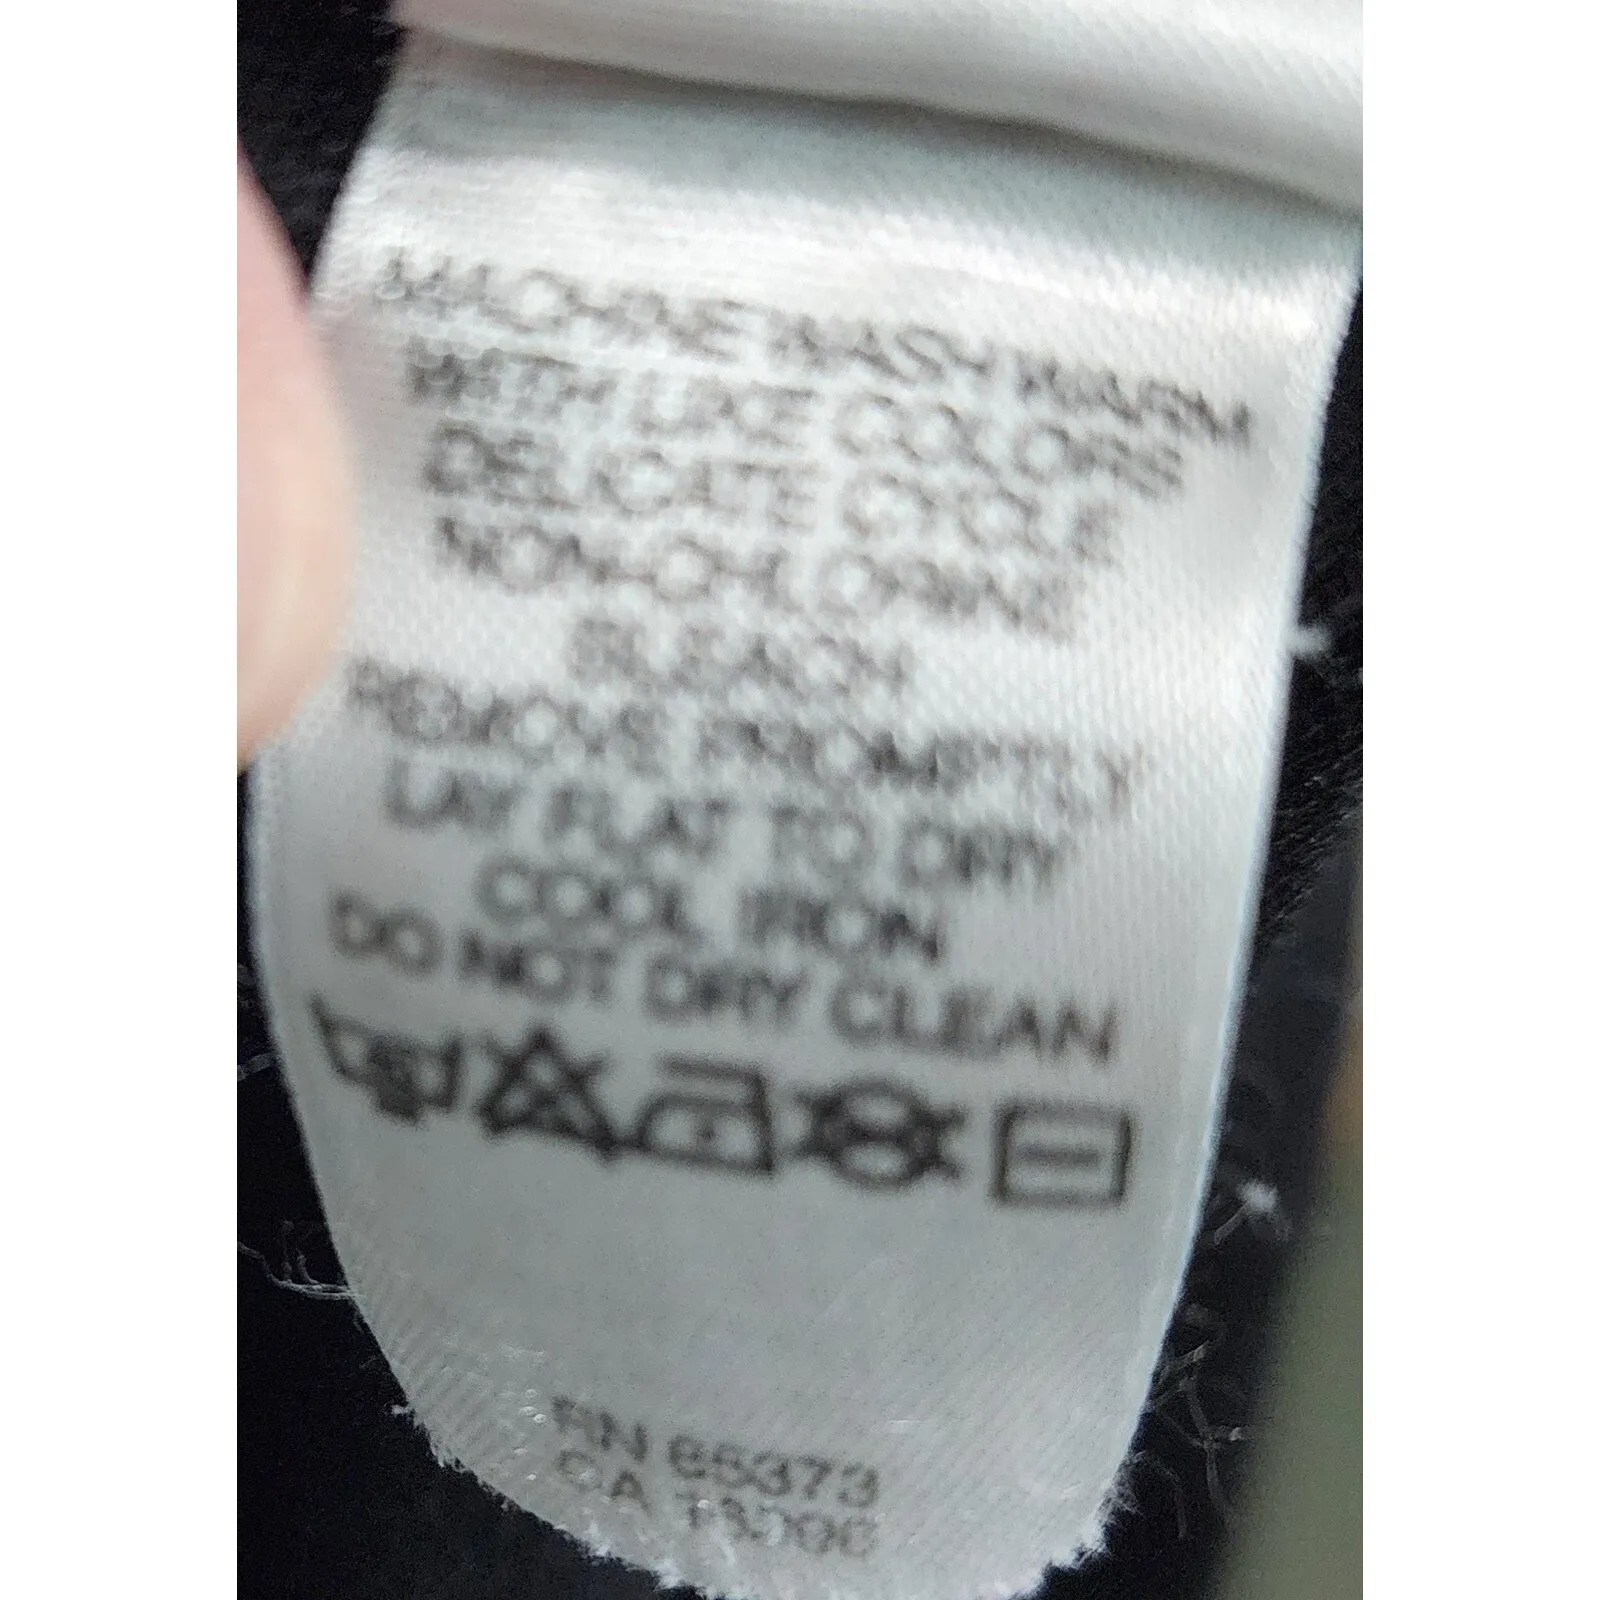 MACHINE WASH WARM
WITH LIKE COLORS
DELICATE CYCLE
NON-CHLORINE
BLEACH
REMOVE PROMPTLY
LAY FLAT TO DRY
COOL IRON
DO NOT DRY CLEAN
RN
CA